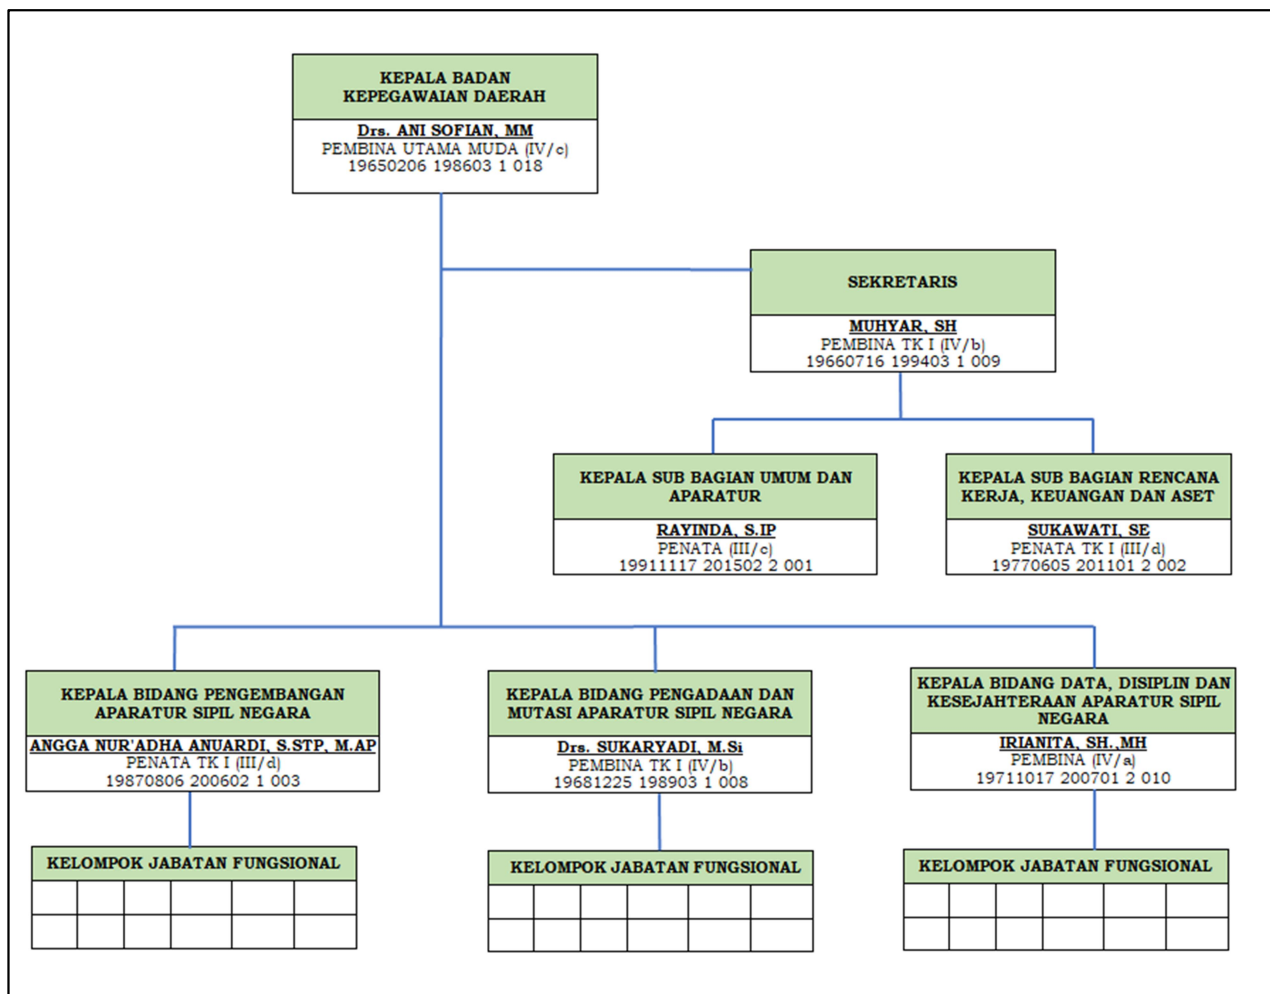 KEPALA BADAN
KEPEGAWAIAN DAERAH
Drs. ANI SOFIAN, MM
PEMBINA UTAMA MUDA (IV/c)
19650206 198603 1 018
SEKRETARIS
MUHYAR, SH
PEMBINA TK I (IV/b)
19660716 199403 1 009
KEPALA SUB BAGIAN UMUM DAN
APARATUR
RAYINDA, S.IP
PENATA (III/c)
19911117 201502 2 001
KEPALA SUB BAGIAN RENCANA
KERJA, KEUANGAN DAN ASET
SUKAWATI, SE
PENATA TK I (III/d)
19770605 201101 2 002
KEPALA BIDANG PENGEMBANGAN
APARATUR SIPIL NEGARA
ANGGA NUR'ADHA ANUARDI, S.STP, M.AP
PENATA TK I (III/d)
19870806 200602 1 003
KEPALA BIDANG PENGADAAN DAN
MUTASI APARATUR SIPIL NEGARA
Drs. SUKARYADI, M.Si
PEMBINA TK I (IV/b)
19681225 198903 1 008
KEPALA BIDANG DATA, DISIPLIN DAN
KESEJAHTERAAN APARATUR SIPIL
NEGARA
IRIANITA, SH.,MH
PEMBINA (IV/a)
19711017 200701 2 010
KELOMPOK JABATAN FUNGSIONAL
KELOMPOK JABATAN FUNGSIONAL
KELOMPOK JABATAN FUNGSIONAL